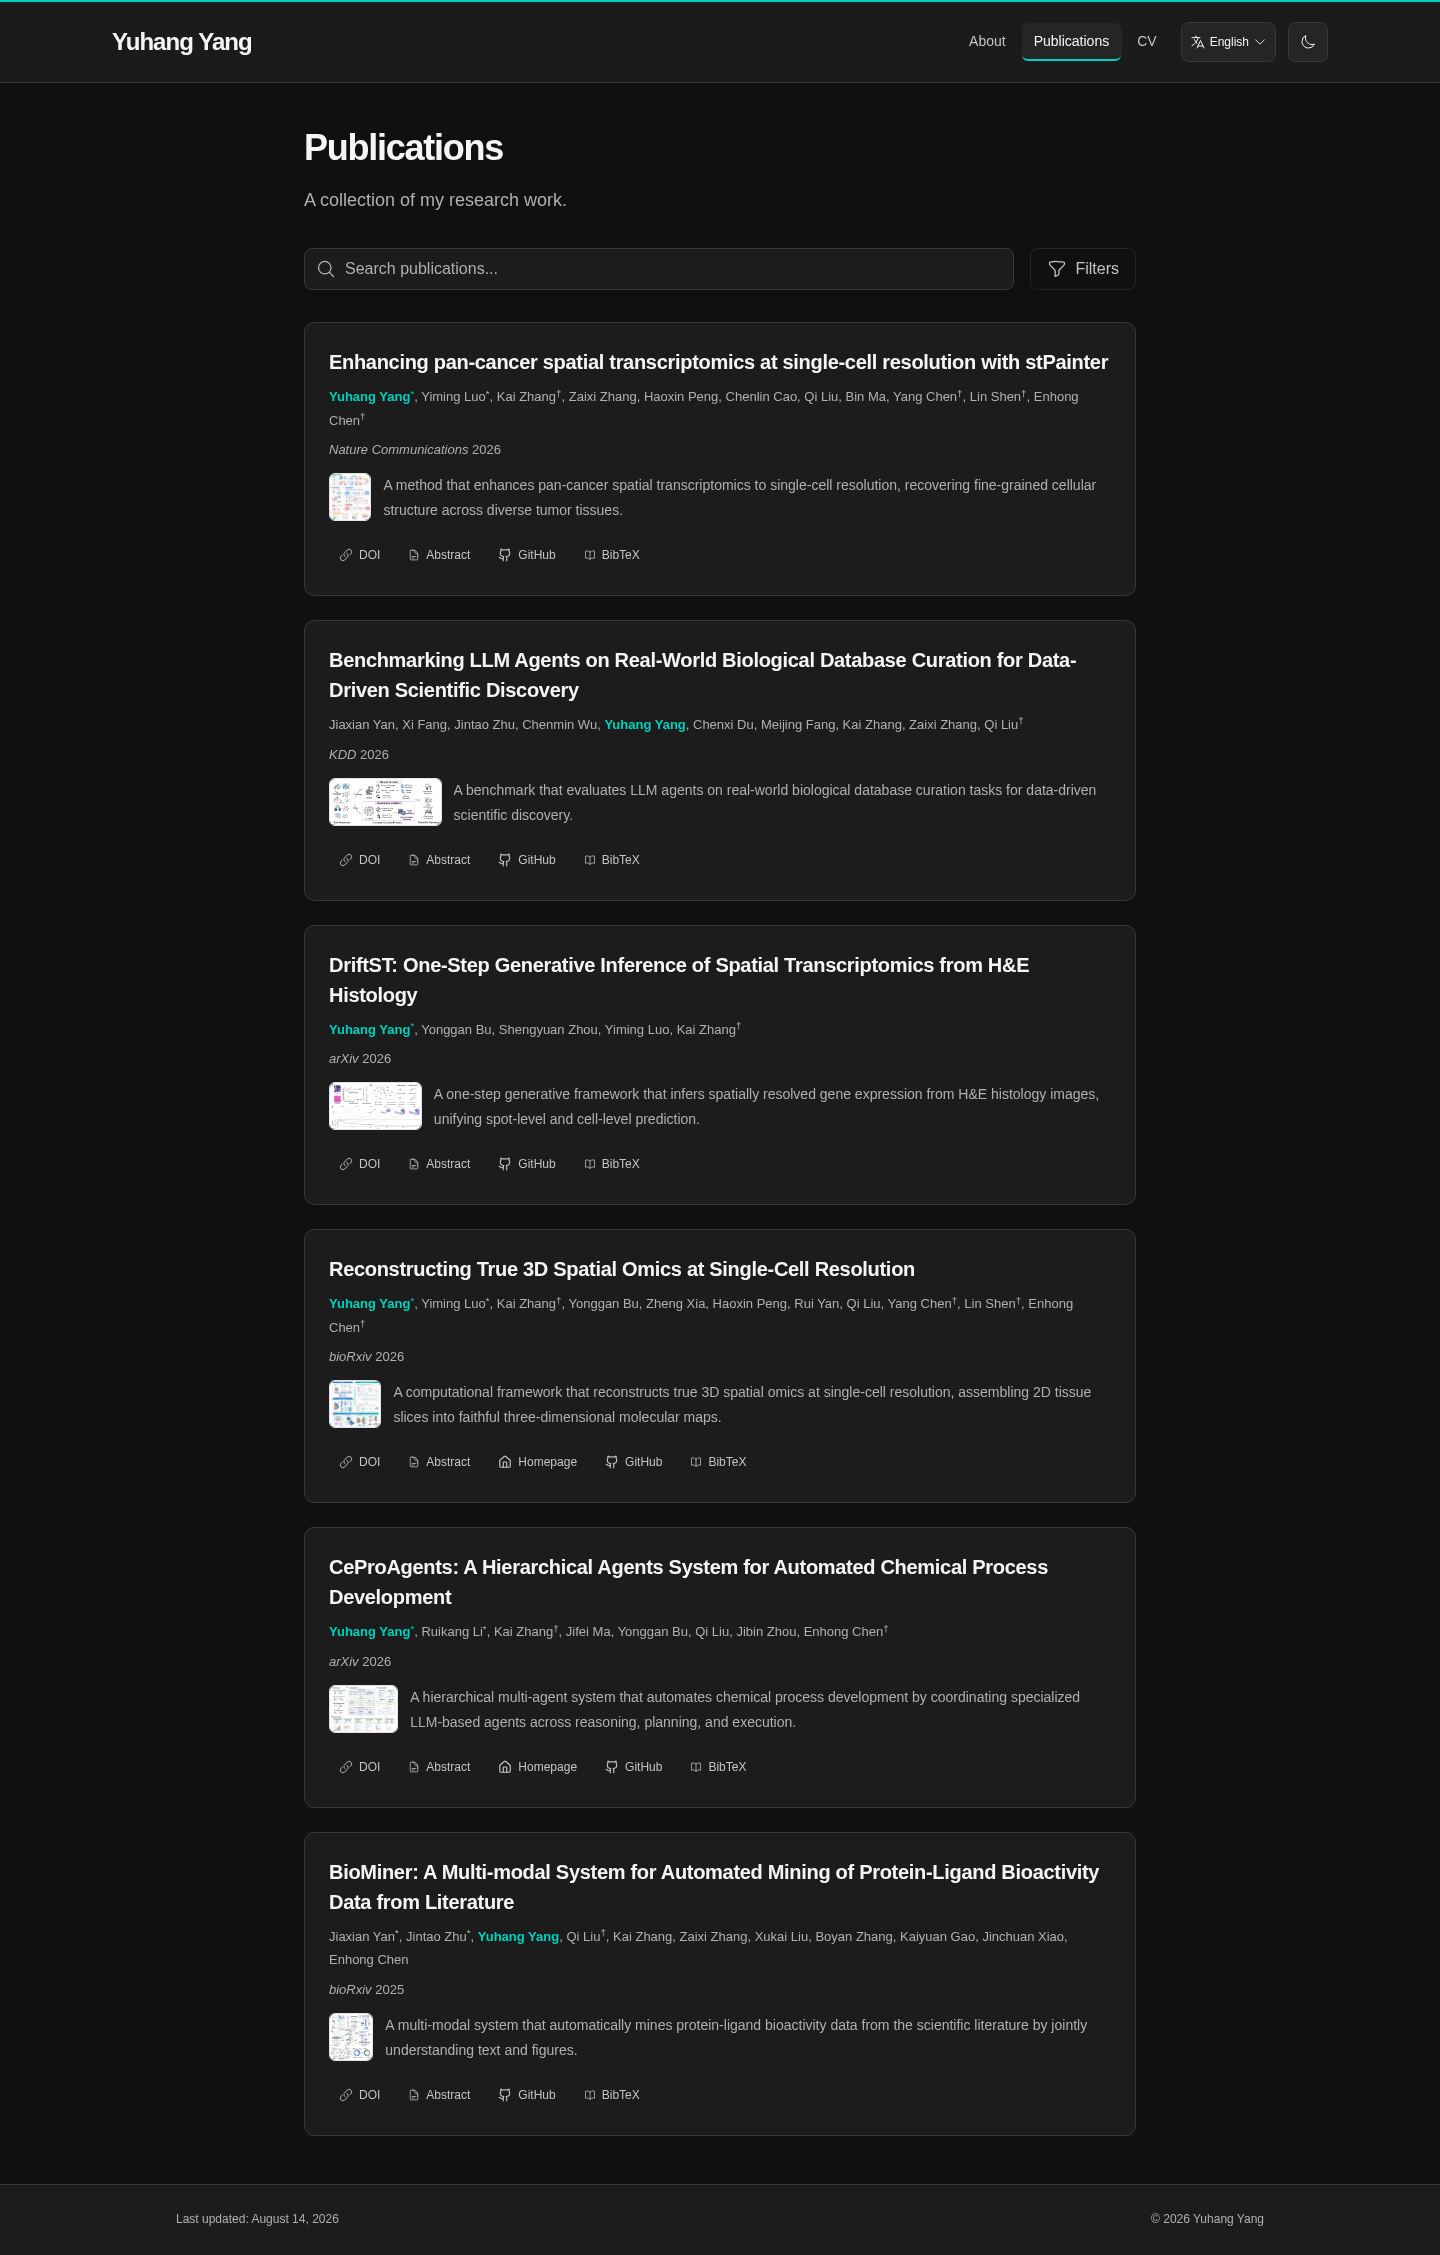 Yuhang Yang
About
Publications
CV
English
Publications
A collection of my research work.
Search publications...
Filters
Enhancing pan-cancer spatial transcriptomics at single-cell resolution with stPainter
Yuhang Yang*, Yiming Luo*, Kai Zhang†, Zaixi Zhang, Haoxin Peng, Chenlin Cao, Qi Liu, Bin Ma, Yang Chen†, Lin Shen†, Enhong
Chen†
Nature Communications 2026
A method that enhances pan-cancer spatial transcriptomics to single-cell resolution, recovering fine-grained cellular
structure across diverse tumor tissues.
DOI
Abstract
GitHub
BibTeX
Benchmarking LLM Agents on Real-World Biological Database Curation for Data-
Driven Scientific Discovery
Jiaxian Yan, Xi Fang, Jintao Zhu, Chenmin Wu, Yuhang Yang, Chenxi Du, Meijing Fang, Kai Zhang, Zaixi Zhang, Qi Liu†
KDD 2026
A benchmark that evaluates LLM agents on real-world biological database curation tasks for data-driven
scientific discovery.
DOI
Abstract
GitHub
BibTeX
DriftST: One-Step Generative Inference of Spatial Transcriptomics from H&E
Histology
Yuhang Yang*, Yonggan Bu, Shengyuan Zhou, Yiming Luo, Kai Zhang†
arXiv 2026
A one-step generative framework that infers spatially resolved gene expression from H&E histology images,
unifying spot-level and cell-level prediction.
DOI
Abstract
GitHub
BibTeX
Reconstructing True 3D Spatial Omics at Single-Cell Resolution
Yuhang Yang*, Yiming Luo*, Kai Zhang†, Yonggan Bu, Zheng Xia, Haoxin Peng, Rui Yan, Qi Liu, Yang Chen†, Lin Shen†, Enhong
Chen†
bioRxiv 2026
A computational framework that reconstructs true 3D spatial omics at single-cell resolution, assembling 2D tissue
slices into faithful three-dimensional molecular maps.
DOI
Abstract
Homepage
GitHub
BibTeX
CeProAgents: A Hierarchical Agents System for Automated Chemical Process
Development
Yuhang Yang*, Ruikang Li*, Kai Zhang†, Jifei Ma, Yonggan Bu, Qi Liu, Jibin Zhou, Enhong Chen†
arXiv 2026
A hierarchical multi-agent system that automates chemical process development by coordinating specialized
LLM-based agents across reasoning, planning, and execution.
DOI
Abstract
Homepage
GitHub
BibTeX
BioMiner: A Multi-modal System for Automated Mining of Protein-Ligand Bioactivity
Data from Literature
Jiaxian Yan*, Jintao Zhu*, Yuhang Yang, Qi Liu†, Kai Zhang, Zaixi Zhang, Xukai Liu, Boyan Zhang, Kaiyuan Gao, Jinchuan Xiao,
Enhong Chen
bioRxiv 2025
A multi-modal system that automatically mines protein-ligand bioactivity data from the scientific literature by jointly
understanding text and figures.
DOI
Abstract
GitHub
BibTeX
Last updated: August 14, 2026
© 2026 Yuhang Yang